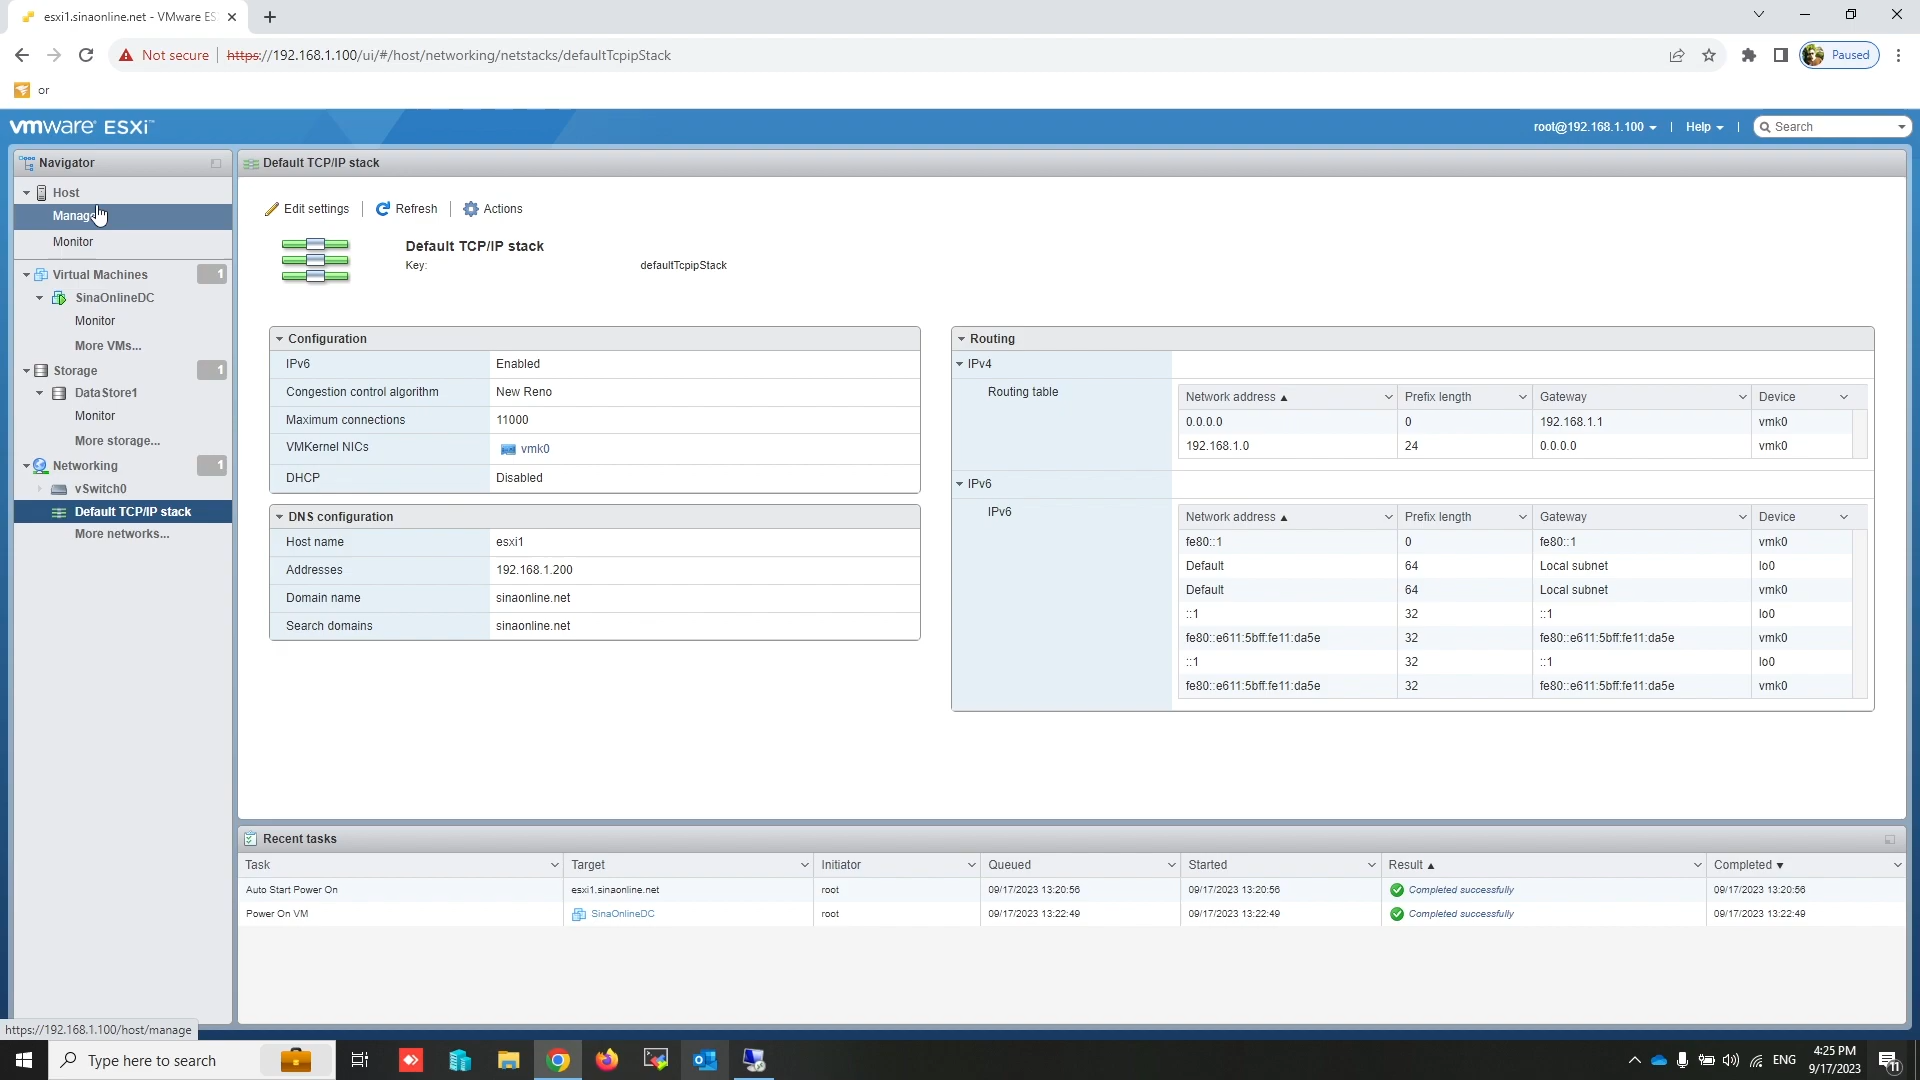 esxi1.sinaonline.net - VMware ES
Not secure https://192.168.1.100/ui/#/host/networking/netstacks/defaultTcpipStack Paused
or
vmware ESXi™ root@192.168.1.100 | Help | Search
Navigator
Host
Manage
Monitor
Virtual Machines 1
SinaOnlineDC
Monitor
More VMs...
Storage 1
DataStore1
Monitor
More storage...
Networking 1
vSwitch0
Default TCP/IP stack
More networks...
Default TCP/IP stack
Edit settings | Refresh | Actions
Default TCP/IP stack
Key: defaultTcpipStack
Configuration
IPv6 Enabled
Congestion control algorithm New Reno
Maximum connections 11000
VMKernel NICs vmk0
DHCP Disabled
DNS configuration
Host name esxi1
Addresses 192.168.1.200
Domain name sinaonline.net
Search domains sinaonline.net
Routing
IPv4
Routing table
Network address Prefix length Gateway Device
0.0.0.0 0 192.168.1.1 vmk0
192.168.1.0 24 0.0.0.0 vmk0
IPv6
IPv6
Network address Prefix length Gateway Device
fe80::1 0 fe80::1 vmk0
Default 64 Local subnet lo0
Default 64 Local subnet vmk0
::1 32 ::1 lo0
fe80::e611:5bff:fe11:da5e 32 fe80::e611:5bff:fe11:da5e vmk0
::1 32 ::1 lo0
fe80::e611:5bff:fe11:da5e 32 fe80::e611:5bff:fe11:da5e vmk0
Recent tasks
Task Target Initiator Queued Started Result Completed
Auto Start Power On esxi1.sinaonline.net root 09/17/2023 13:20:56 09/17/2023 13:20:56 Completed successfully 09/17/2023 13:20:56
Power On VM SinaOnlineDC root 09/17/2023 13:22:49 09/17/2023 13:22:49 Completed successfully 09/17/2023 13:22:49
https://192.168.1.100/host/manage
Type here to search
ENG
4:25 PM
9/17/2023
11